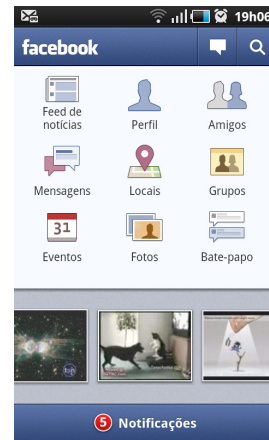 19h06
facebook
Feed de
notícias
Perfil
Amigos
Mensagens
Locais
Grupos
31
Eventos
Fotos
Bate-papo
5 Notificações